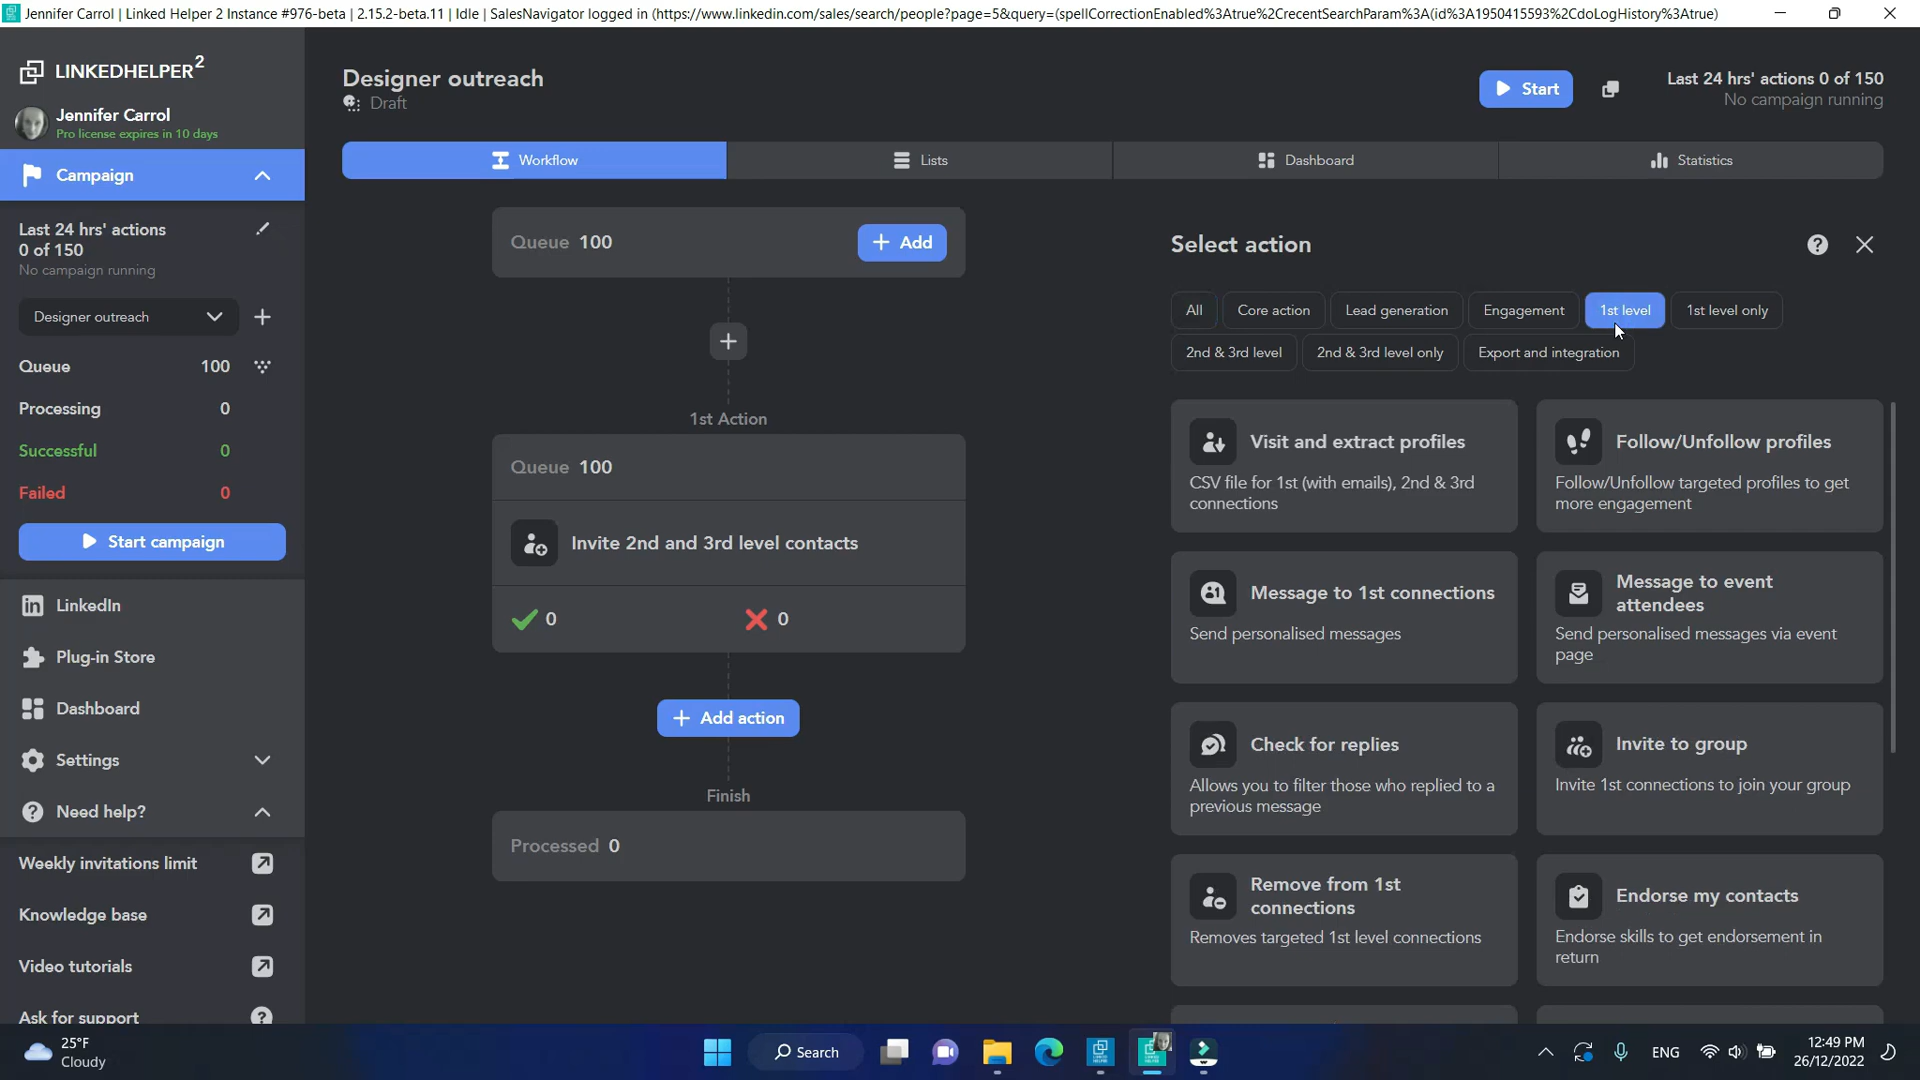 Jennifer Carrol | Linked Helper 2 Instance #976-beta | 2.15.2-beta.11 | Idle | SalesNavigator logged in (https://www.linkedin.com/sales/search/people?page=5&query=(spellCorrectionEnabled%3Atrue%2CrecentSearchParam%3A(id%3A1950415593%2CdoLogHistory%3Atrue)
LINKEDHELPER 2
Jennifer Carrol
Pro license expires in 10 days
Campaign
Last 24 hrs' actions
0 of 150
No campaign running
Designer outreach
Queue 100
Processing 0
Successful 0
Failed 0
Start campaign
LinkedIn
Plug-in Store
Dashboard
Settings
Need help?
Weekly invitations limit
Knowledge base
Video tutorials
Ask for support
Designer outreach
Draft
Start
Last 24 hrs' actions 0 of 150
No campaign running
Workflow
Lists
Dashboard
Statistics
Queue 100
Add
1st Action
Queue 100
Invite 2nd and 3rd level contacts
0
0
Add action
Finish
Processed 0
Select action
All
Core action
Lead generation
Engagement
1st level
1st level only
2nd & 3rd level
2nd & 3rd level only
Export and integration
Visit and extract profiles
CSV file for 1st (with emails), 2nd & 3rd
connections
Follow/Unfollow profiles
Follow/Unfollow targeted profiles to get
more engagement
Message to 1st connections
Send personalised messages
Message to event
attendees
Send personalised messages via event
page
Check for replies
Allows you to filter those who replied to a
previous message
Invite to group
Invite 1st connections to join your group
Remove from 1st
connections
Removes targeted 1st level connections
Endorse my contacts
Endorse skills to get endorsement in
return
25°F
Cloudy
Search
ENG
12:49 PM
26/12/2022